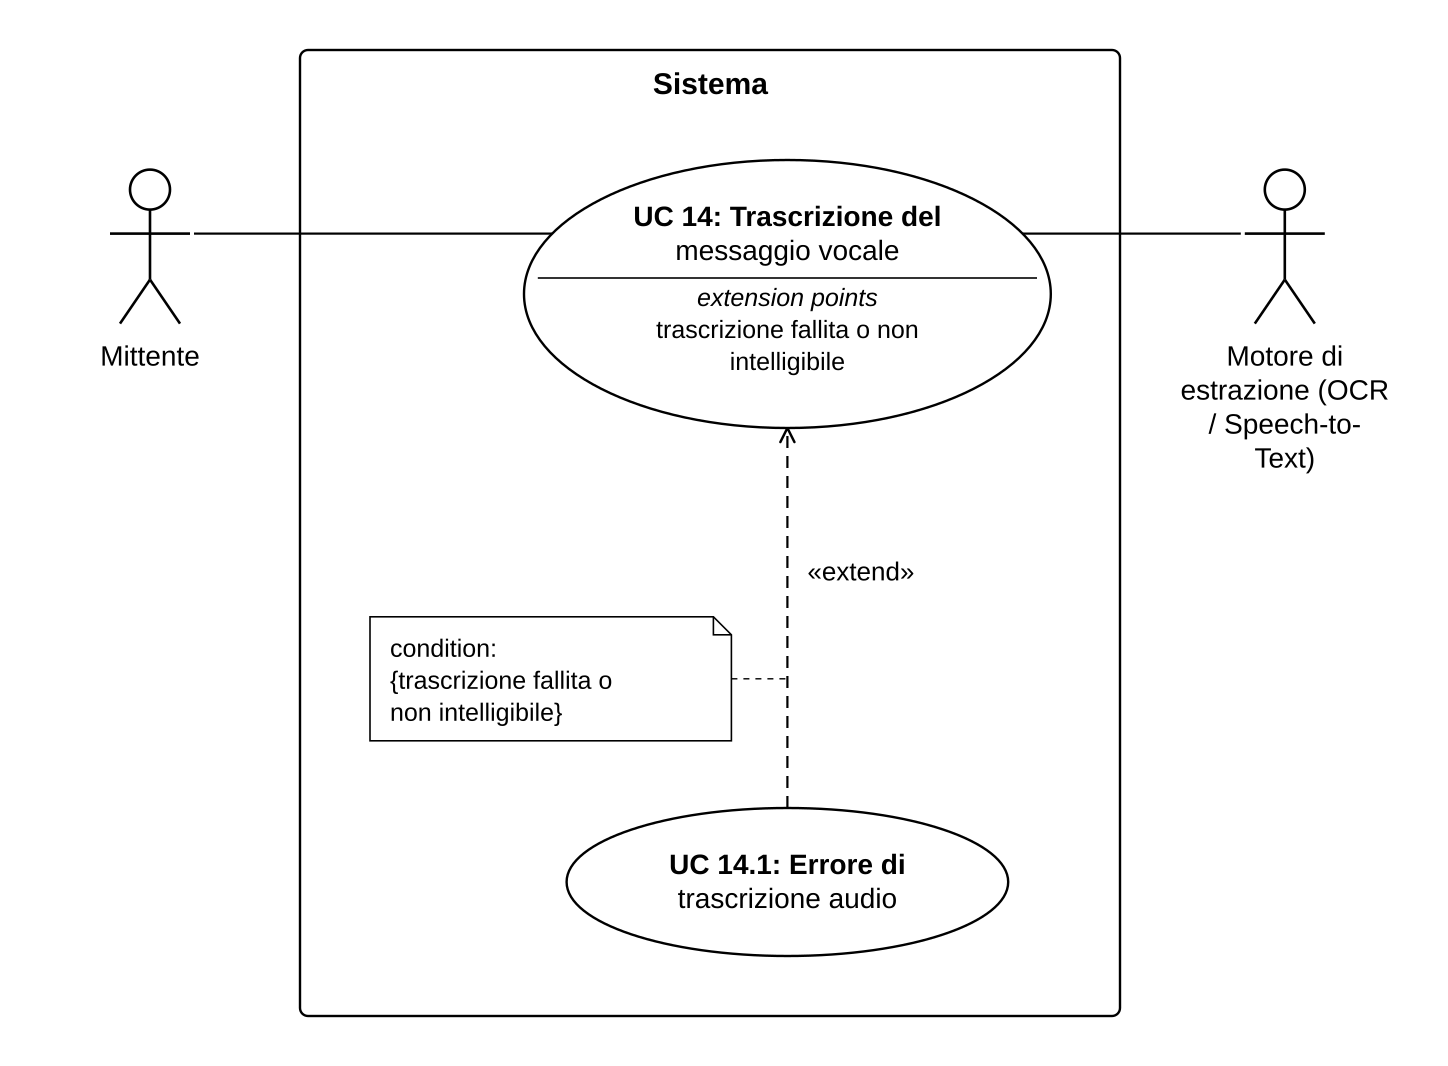 Sistema
UC 14: Trascrizione del
messaggio vocale
extension points
trascrizione fallita o non
intelligibile
Mittente
Motore di
estrazione (OCR
/ Speech-to-
Text)
«extend»
condition:
{trascrizione fallita o
non intelligibile}
UC 14.1: Errore di
trascrizione audio